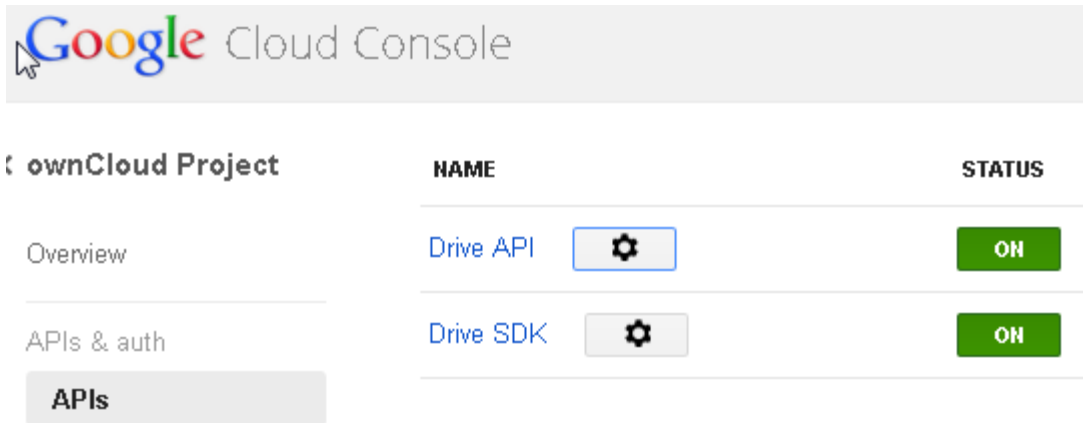 Google Cloud Console
ownCloud Project
Overview
APIs & auth
APIs
NAME STATUS
Drive API ON
Drive SDK ON